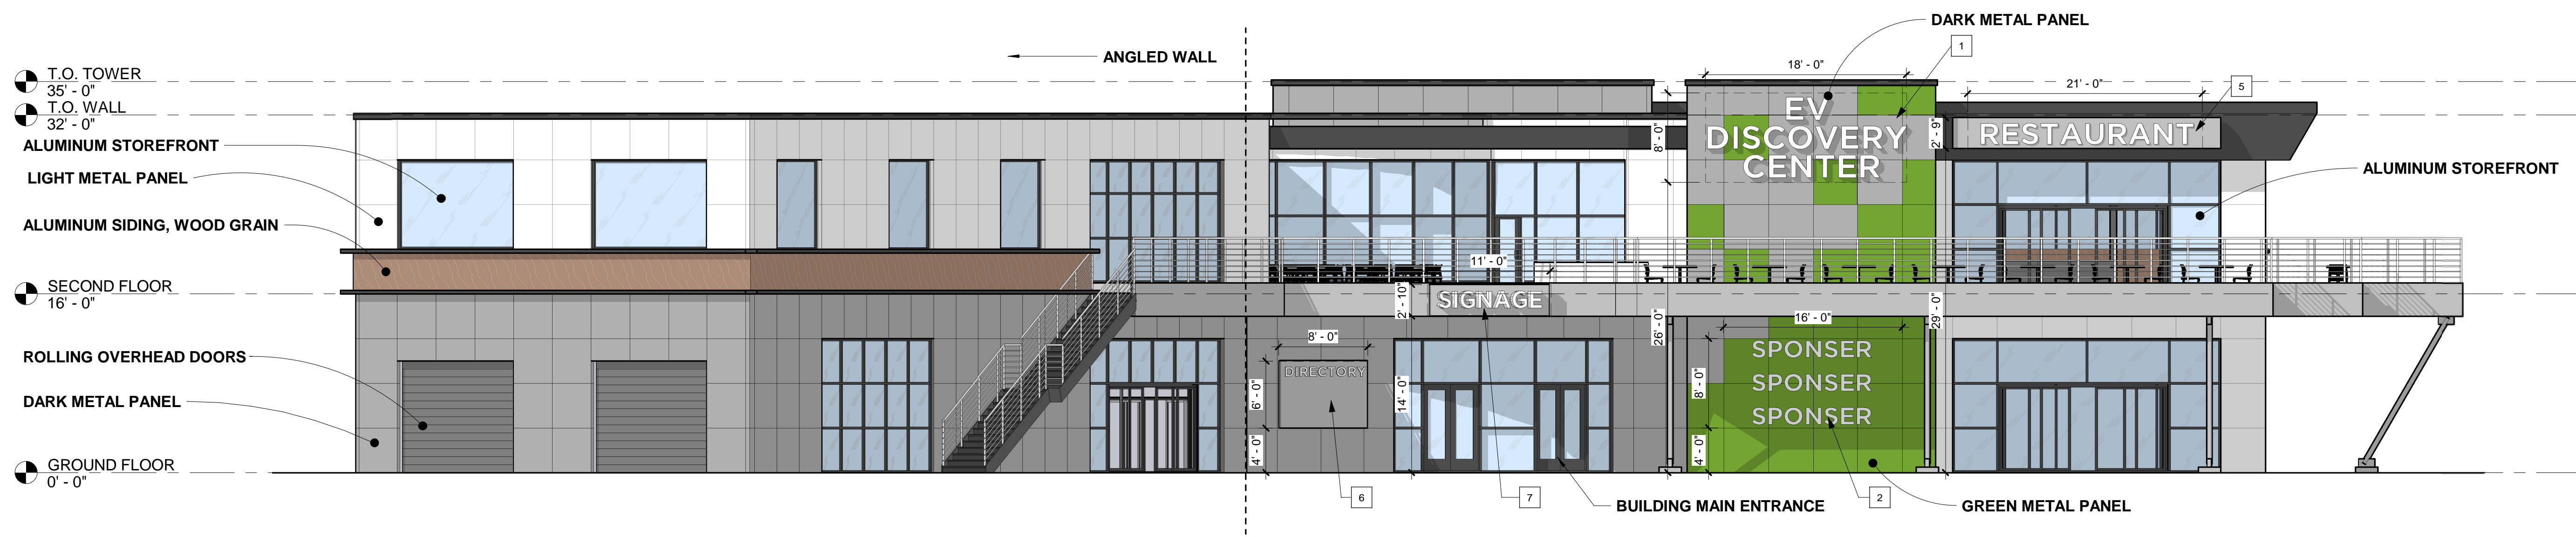 DARK METAL PANEL
1
ANGLED WALL
18' - 0"
T.O. TOWER
35' - 0"
21' - 0"
5
T.O. WALL
32' - 0"
EV
DISCOVERY
CENTER
8' - 0"
2' - 9"
RESTAURANT
ALUMINUM STOREFRONT
ALUMINUM STOREFRONT
LIGHT METAL PANEL
ALUMINUM SIDING, WOOD GRAIN
11' - 0"
SECOND FLOOR
16' - 0"
2' - 10"
SIGNAGE
26' - 0"
29' - 0"
16' - 0"
8' - 0"
ROLLING OVERHEAD DOORS
DIRECTORY
SPONSER
SPONSER
SPONSER
6' - 0"
14' - 0"
8' - 0"
DARK METAL PANEL
4' - 0"
4' - 0"
GROUND FLOOR
0' - 0"
6
7
BUILDING MAIN ENTRANCE
2
GREEN METAL PANEL